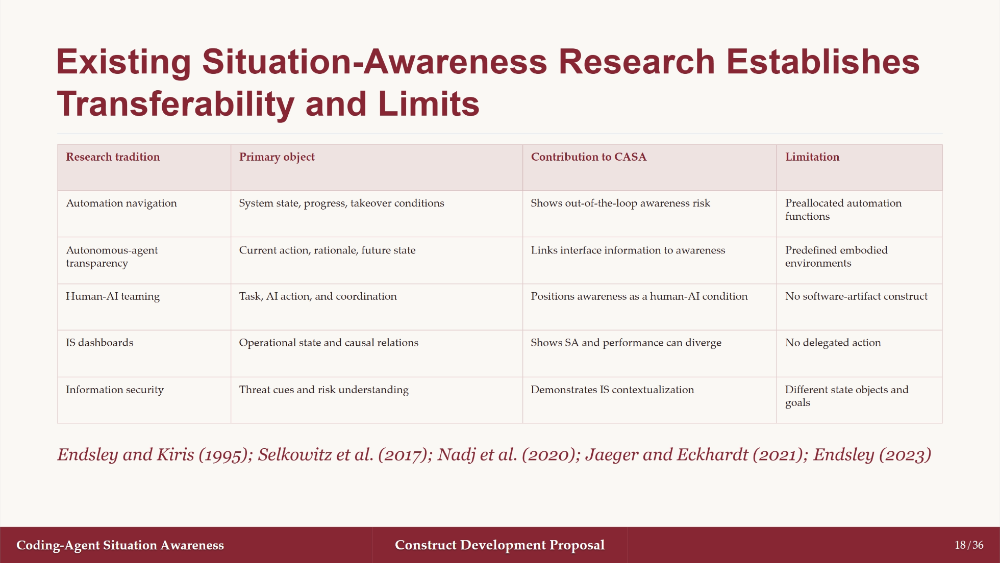 Existing Situation-Awareness Research Establishes
Transferability and Limits
Research tradition
Primary object
Contribution to CASA
Limitation
Automation navigation
System state, progress, takeover conditions
Shows out-of-the-loop awareness risk
Preallocated automation
functions
Autonomous-agent
transparency
Current action, rationale, future state
Links interface information to awareness
Predefined embodied
environments
Human-AI teaming
Task, AI action, and coordination
Positions awareness as a human-AI condition
No software-artifact construct
IS dashboards
Operational state and causal relations
Shows SA and performance can diverge
No delegated action
Information security
Threat cues and risk understanding
Demonstrates IS contextualization
Different state objects and
goals
Endsley and Kiris (1995); Selkowitz et al. (2017); Nadj et al. (2020); Jaeger and Eckhardt (2021); Endsley (2023)
Coding-Agent Situation Awareness
Construct Development Proposal
18/36